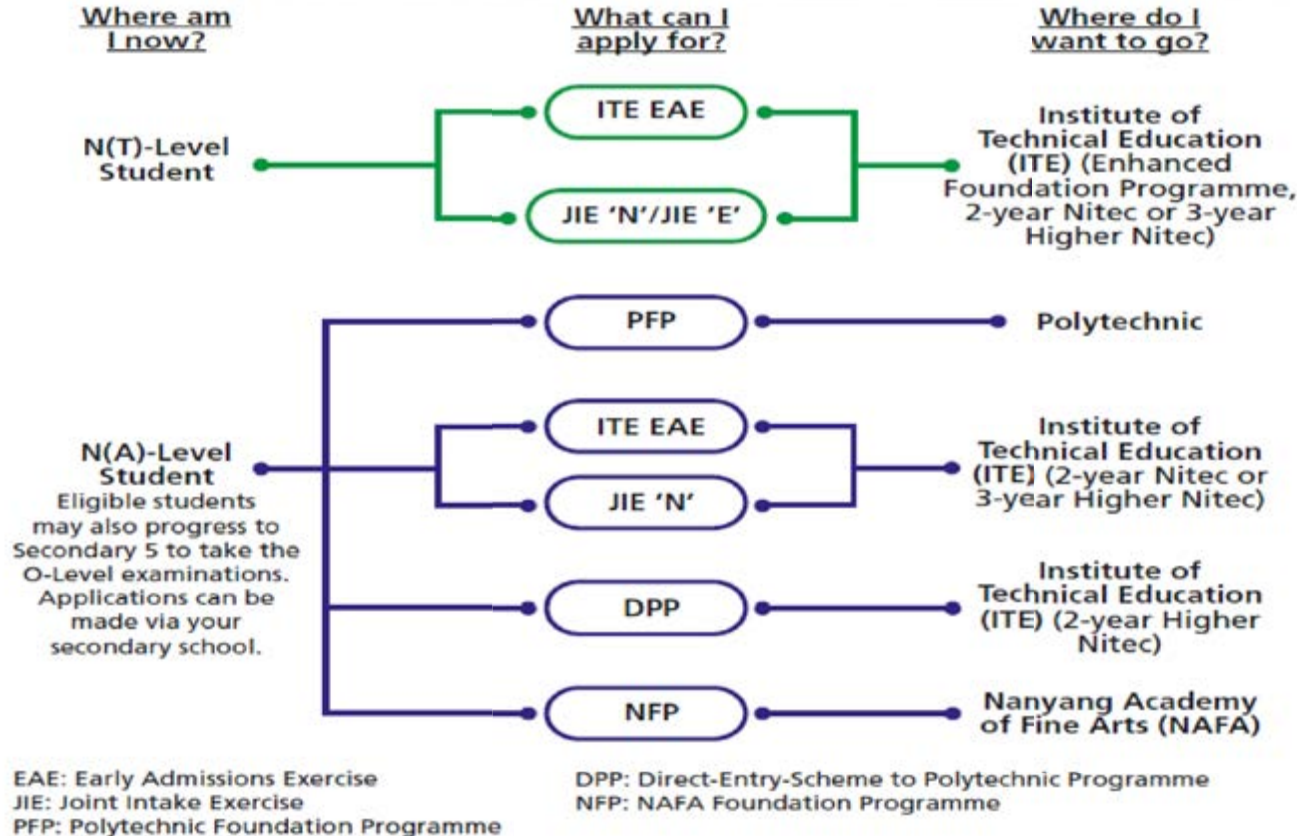 Where am
I now?
What can I
apply for?
Where do I
want to go?
N(T)-Level
Student
ITE EAE
JIE ‘N’/JIE ‘E’
Institute of
Technical Education
(ITE) (Enhanced
Foundation Programme,
2-year Nitec or 3-year
Higher Nitec)
N(A)-Level
Student
Eligible students
may also progress to
Secondary 5 to take the
O-Level examinations.
Applications can be
made via your
secondary school.
PFP
Polytechnic
ITE EAE
JIE ‘N’
Institute of
Technical Education
(ITE) (2-year Nitec or
3-year Higher Nitec)
DPP
Institute of
Technical Education
(ITE) (2-year Higher
Nitec)
NFP
Nanyang Academy
of Fine Arts (NAFA)
EAE: Early Admissions Exercise
JIE: Joint Intake Exercise
PFP: Polytechnic Foundation Programme
DPP: Direct-Entry-Scheme to Polytechnic Programme
NFP: NAFA Foundation Programme